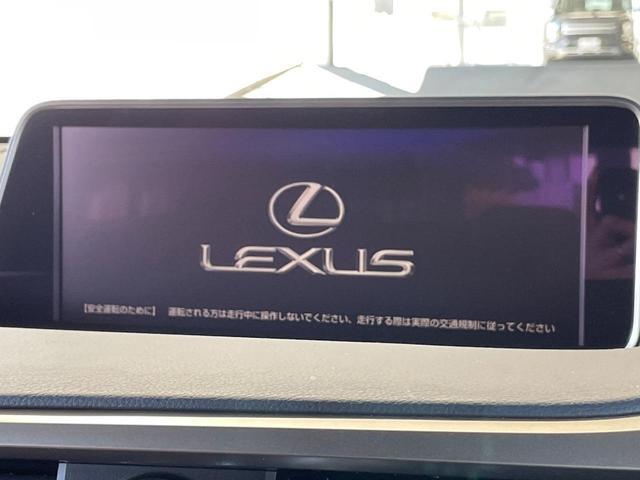 LEXUS
【安全運転のために】 運転される方は走行中に操作しないでください、走行する際は実際の交通規制に従ってください